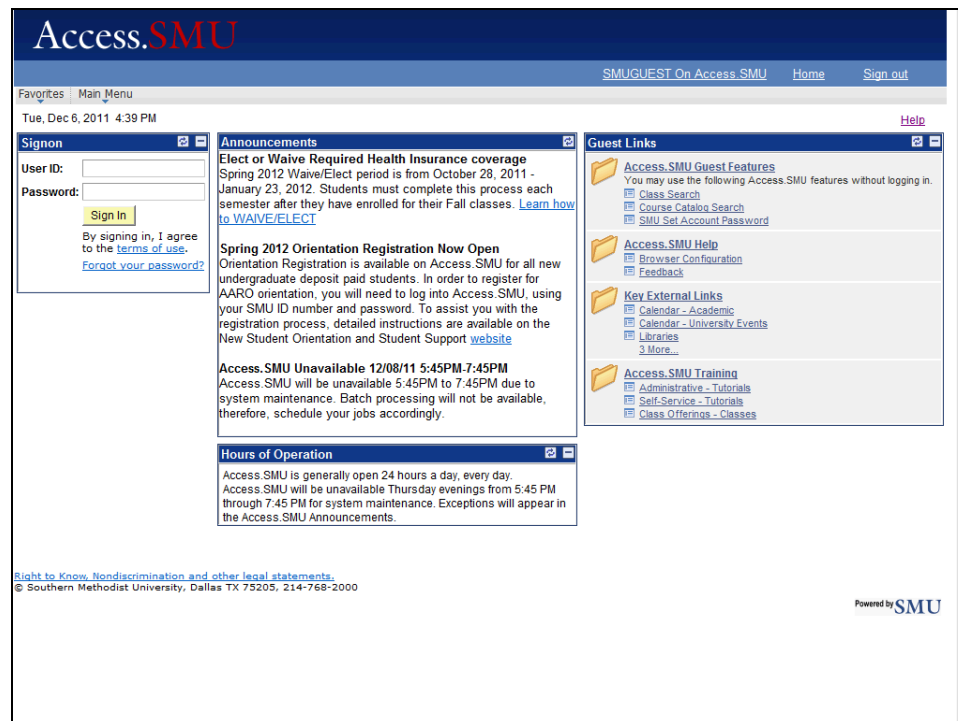 Access.SMU
SMUGUEST On Access.SMU Home Sign out
Favorites Main Menu
Tue, Dec 6, 2011 4:39 PM
Help
Signon
User ID:
Password:
Sign In
By signing in, I agree
to the terms of use.
Forgot your password?
Announcements
Elect or Waive Required Health Insurance coverage
Spring 2012 Waive/Elect period is from October 28, 2011 -
January 23, 2012. Students must complete this process each
semester after they have enrolled for their Fall classes. Learn how
to WAIVE/ELECT
Spring 2012 Orientation Registration Now Open
Orientation Registration is available on Access.SMU for all new
undergraduate deposit paid students. In order to register for
AARO orientation, you will need to log into Access.SMU, using
your SMU ID number and password. To assist you with the
registration process, detailed instructions are available on the
New Student Orientation and Student Support website
Access.SMU Unavailable 12/08/11 5:45PM-7:45PM
Access.SMU will be unavailable 5:45PM to 7:45PM due to
system maintenance. Batch processing will not be available,
therefore, schedule your jobs accordingly.
Hours of Operation
Access.SMU is generally open 24 hours a day, every day.
Access.SMU will be unavailable Thursday evenings from 5:45 PM
through 7:45 PM for system maintenance. Exceptions will appear in
the Access.SMU Announcements.
Guest Links
Access.SMU Guest Features
You may use the following Access.SMU features without logging in.
Class Search
Course Catalog Search
SMU Set Account Password
Access.SMU Help
Browser Configuration
Feedback
Key External Links
Calendar - Academic
Calendar - University Events
Libraries
3 More...
Access.SMU Training
Administrative - Tutorials
Self-Service - Tutorials
Class Offerings - Classes
Right to Know, Nondiscrimination and other legal statements.
© Southern Methodist University, Dallas TX 75205, 214-768-2000
Powered by SMU